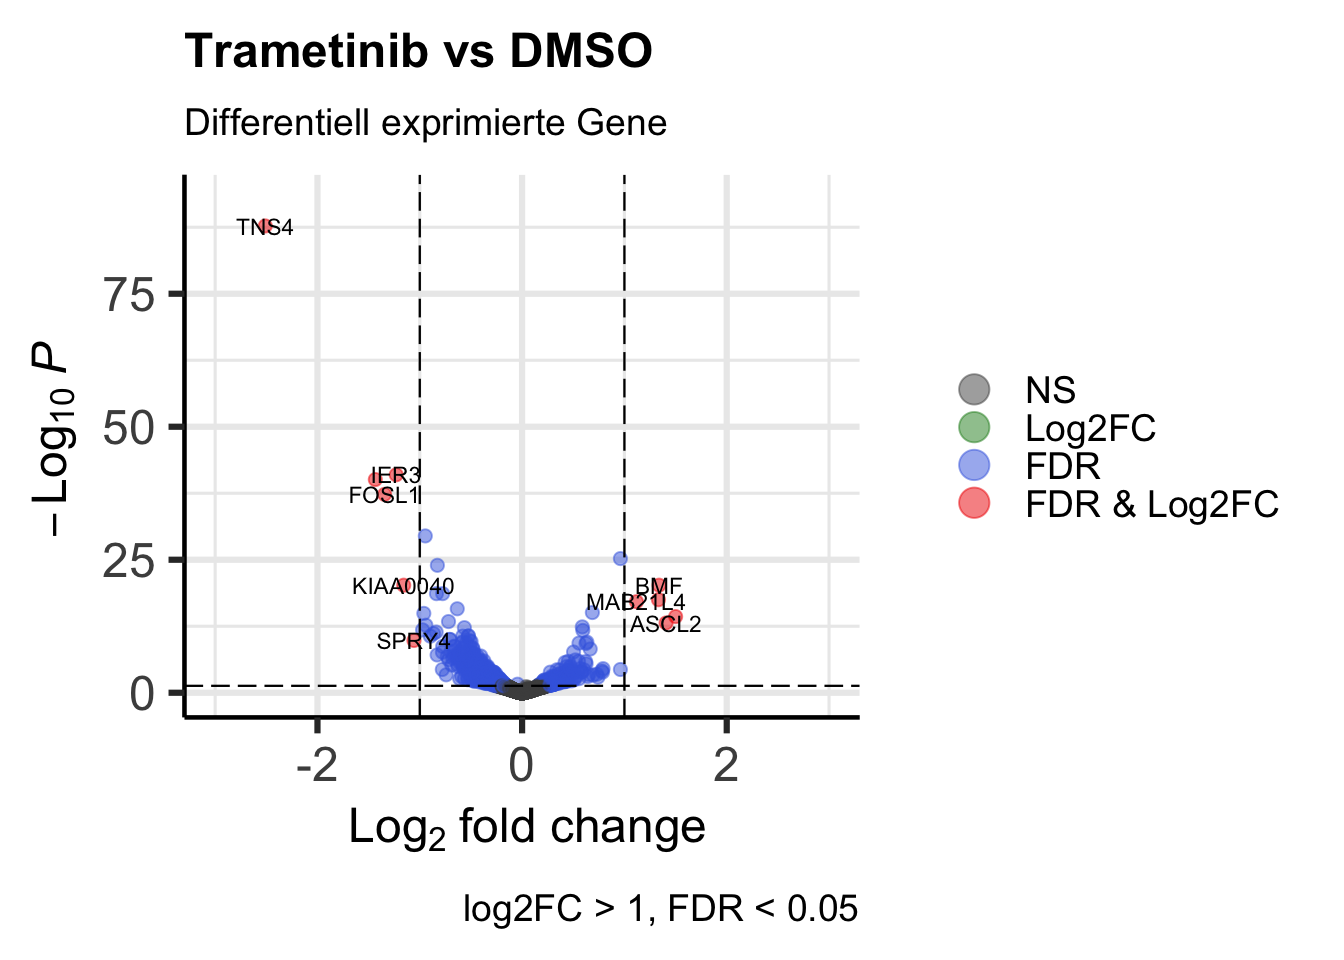 Trametinib vs DMSO
Differentiell exprimierte Gene
TNS4
IER3
FOSL1
KIAA0040
SPRY4
BMF
MAB21L4
ASCL2
75
50
25
0
−Log10 P
-2
0
2
Log2 fold change
NS
Log2FC
FDR
FDR & Log2FC
log2FC > 1, FDR < 0.05